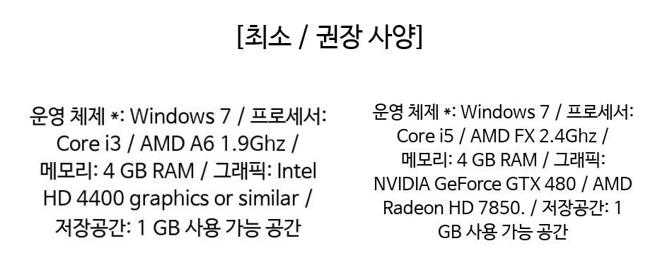 [최소 / 권장 사양]
운영 체제 *: Windows 7 / 프로세서:
Core i3 / AMD A6 1.9Ghz /
메모리: 4 GB RAM / 그래픽: Intel
HD 4400 graphics or similar /
저장공간: 1 GB 사용 가능 공간
운영 체제 *: Windows 7 / 프로세서:
Core i5 / AMD FX 2.4Ghz /
메모리: 4 GB RAM / 그래픽:
NVIDIA GeForce GTX 480 / AMD
Radeon HD 7850. / 저장공간: 1
GB 사용 가능 공간